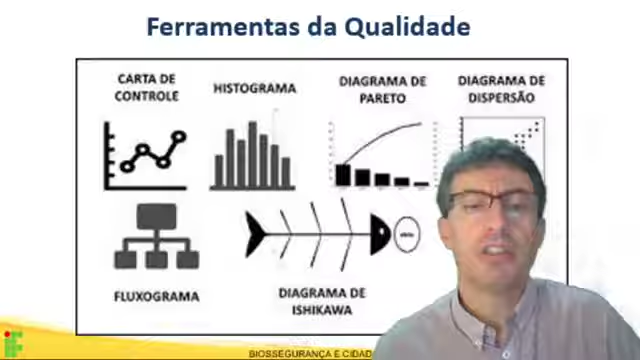 Ferramentas da Qualidade
CARTA DE
CONTROLE
HISTOGRAMA
DIAGRAMA DE
PARETO
DIAGRAMA DE
DISPERSÃO
FLUXOGRAMA
DIAGRAMA DE
ISHIKAWA
BIOSSEGURANÇA E CIDAD